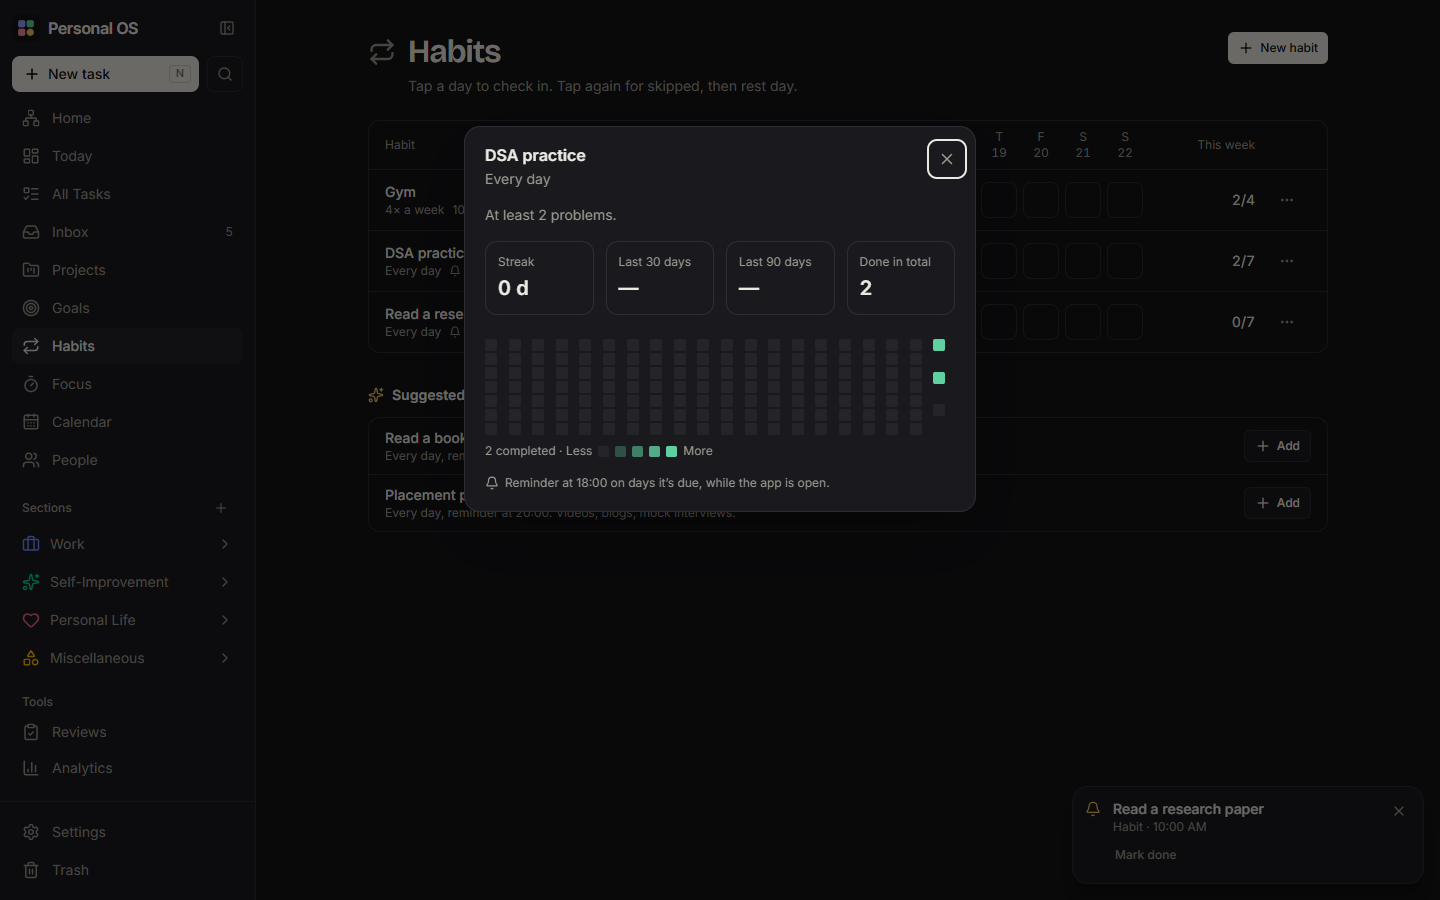 Personal OS
New task N
Home
Today
All Tasks
Inbox 5
Projects
Goals
Habits
Focus
Calendar
People
Sections
Work
Self-Improvement
Personal Life
Miscellaneous
Tools
Reviews
Analytics
Settings
Trash
Habits
New habit
Tap a day to check in. Tap again for skipped, then rest day.
Habit T F S S This week
19 20 21 22
Gym 2/4
4× a week 10
DSA practic 2/7
Every day
Read a rese 0/7
Every day
Suggested
Read a book Add
Every day, rem
Placement p Add
Every day, reminder at 20:00. Videos, blogs, mock interviews.
DSA practice
Every day
At least 2 problems.
Streak Last 30 days Last 90 days Done in total
0 d — — 2
2 completed · Less More
Reminder at 18:00 on days it’s due, while the app is open.
Read a research paper
Habit · 10:00 AM
Mark done